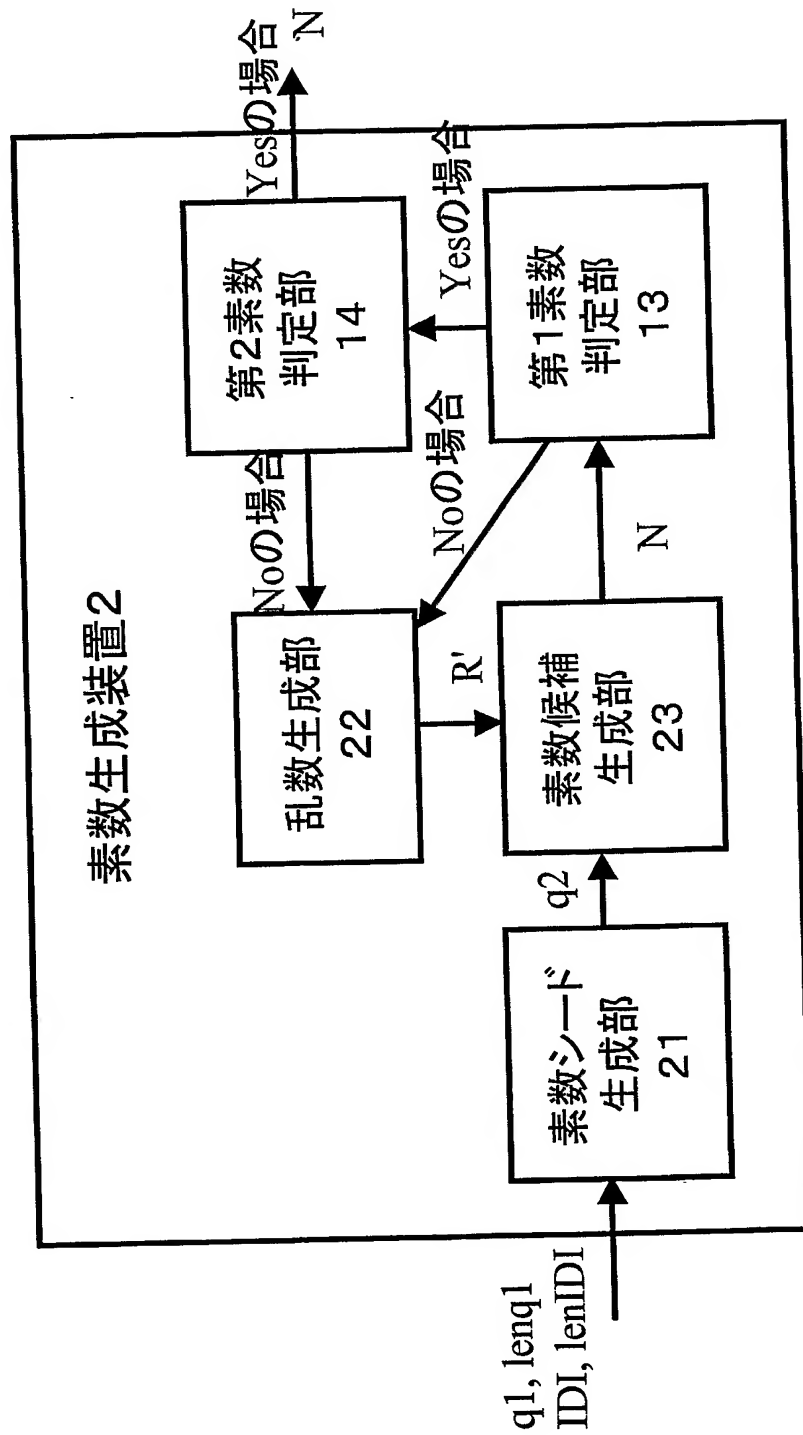 素数生成装置2
q1, lenq1
IDI, lenIDI
素数シード
生成部
21
q2
素数候補
生成部
23
R'
乱数生成部
22
N
第1素数
判定部
13
Noの場合
Yesの場合
第2素数
判定部
14
Noの場合
Yesの場合
N